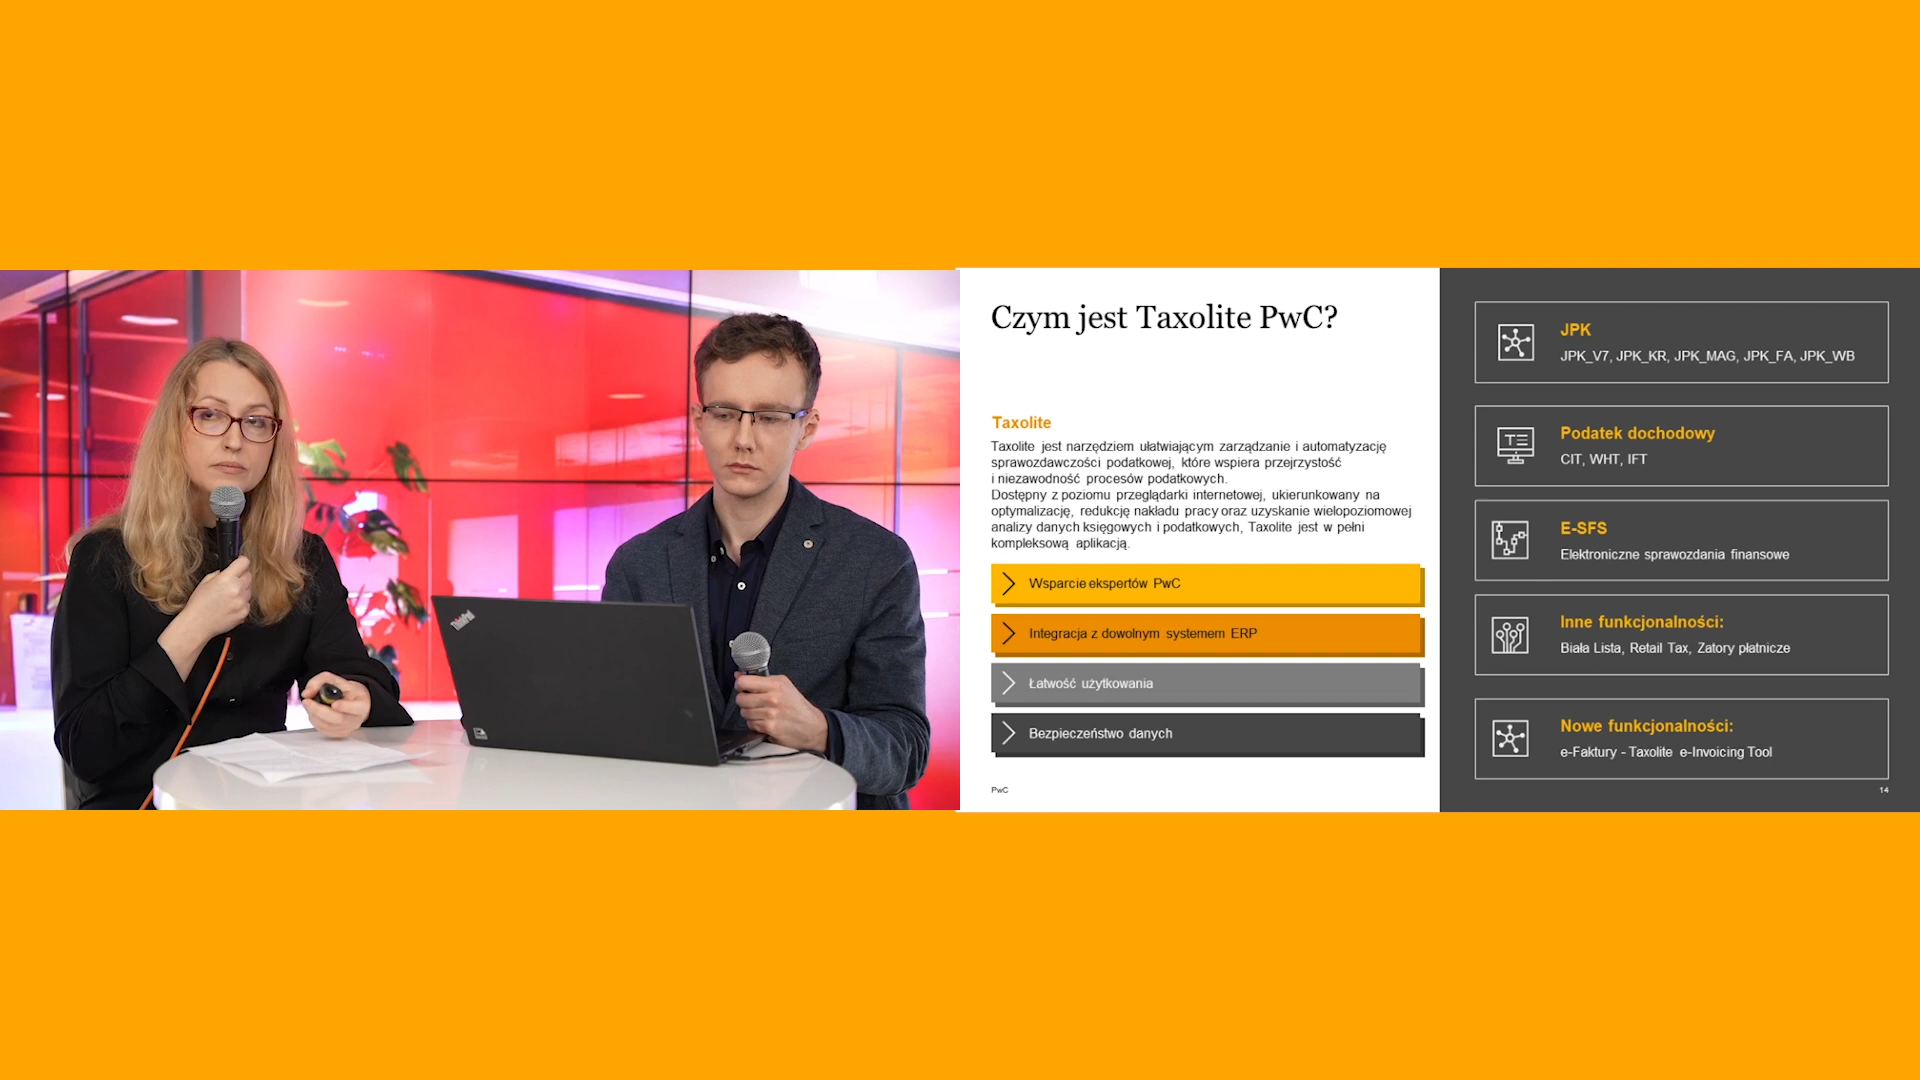 Czym jest Taxolite PwC?
Taxolite
Taxolite jest narzędziem ułatwiającym zarządzanie i automatyzację
sprawozdawczości podatkowej, które wspiera przejrzystość
i niezawodność procesów podatkowych.
Dostępny z poziomu przeglądarki internetowej, ukierunkowany na
optymalizację, redukcję nakładu pracy oraz uzyskanie wielopoziomowej
analizy danych księgowych i podatkowych, Taxolite jest w pełni
kompleksową aplikacją.
Wsparcie ekspertów PwC
Integracja z dowolnym systemem ERP
Łatwość użytkowania
Bezpieczeństwo danych
PwC
JPK
JPK_V7, JPK_KR, JPK_MAG, JPK_FA, JPK_WB
Podatek dochodowy
CIT, WHT, IFT
E-SFS
Elektroniczne sprawozdania finansowe
Inne funkcjonalności:
Biała Lista, Retail Tax, Zatory płatnicze
Nowe funkcjonalności:
e-Faktury - Taxolite e-Invoicing Tool
14
ThinkPad